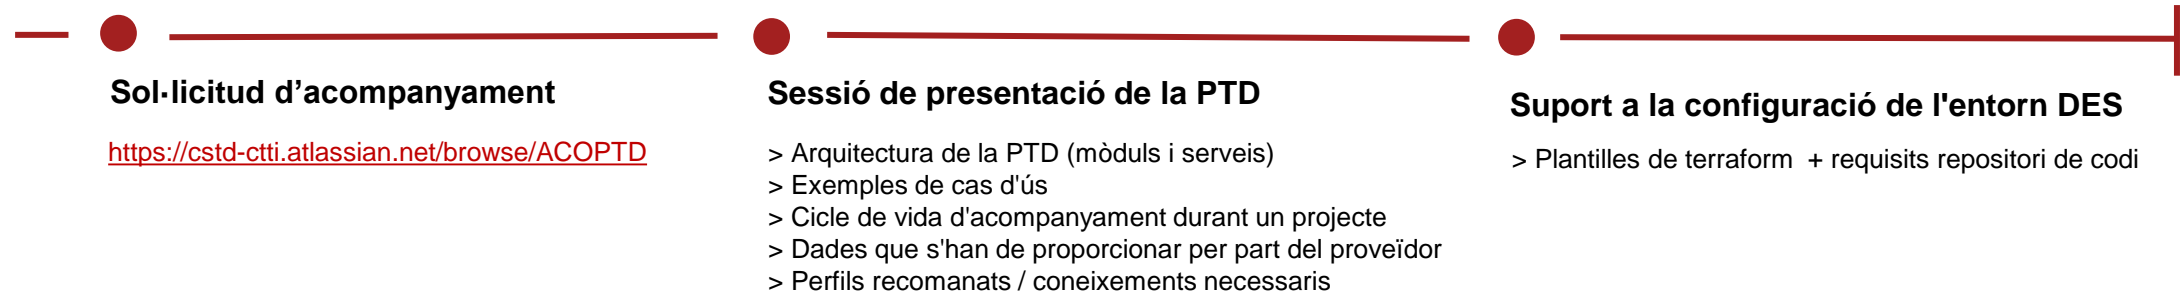 Sol·licitud d’acompanyament
https://cstd-ctti.atlassian.net/browse/ACOPTD
Sessió de presentació de la PTD
> Arquitectura de la PTD (mòduls i serveis)
> Exemples de cas d'ús
> Cicle de vida d'acompanyament durant un projecte
> Dades que s'han de proporcionar per part del proveïdor
> Perfils recomanats / coneixements necessaris
Suport a la configuració de l'entorn DES
> Plantilles de terraform + requisits repositori de codi